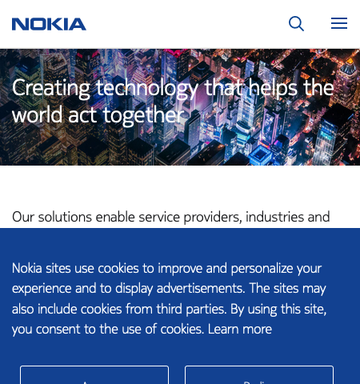 NOKIA
Creating technology that helps the
world act together
Our solutions enable service providers, industries and
Nokia sites use cookies to improve and personalize your
experience and to display advertisements. The sites may
also include cookies from third parties. By using this site,
you consent to the use of cookies. Learn more